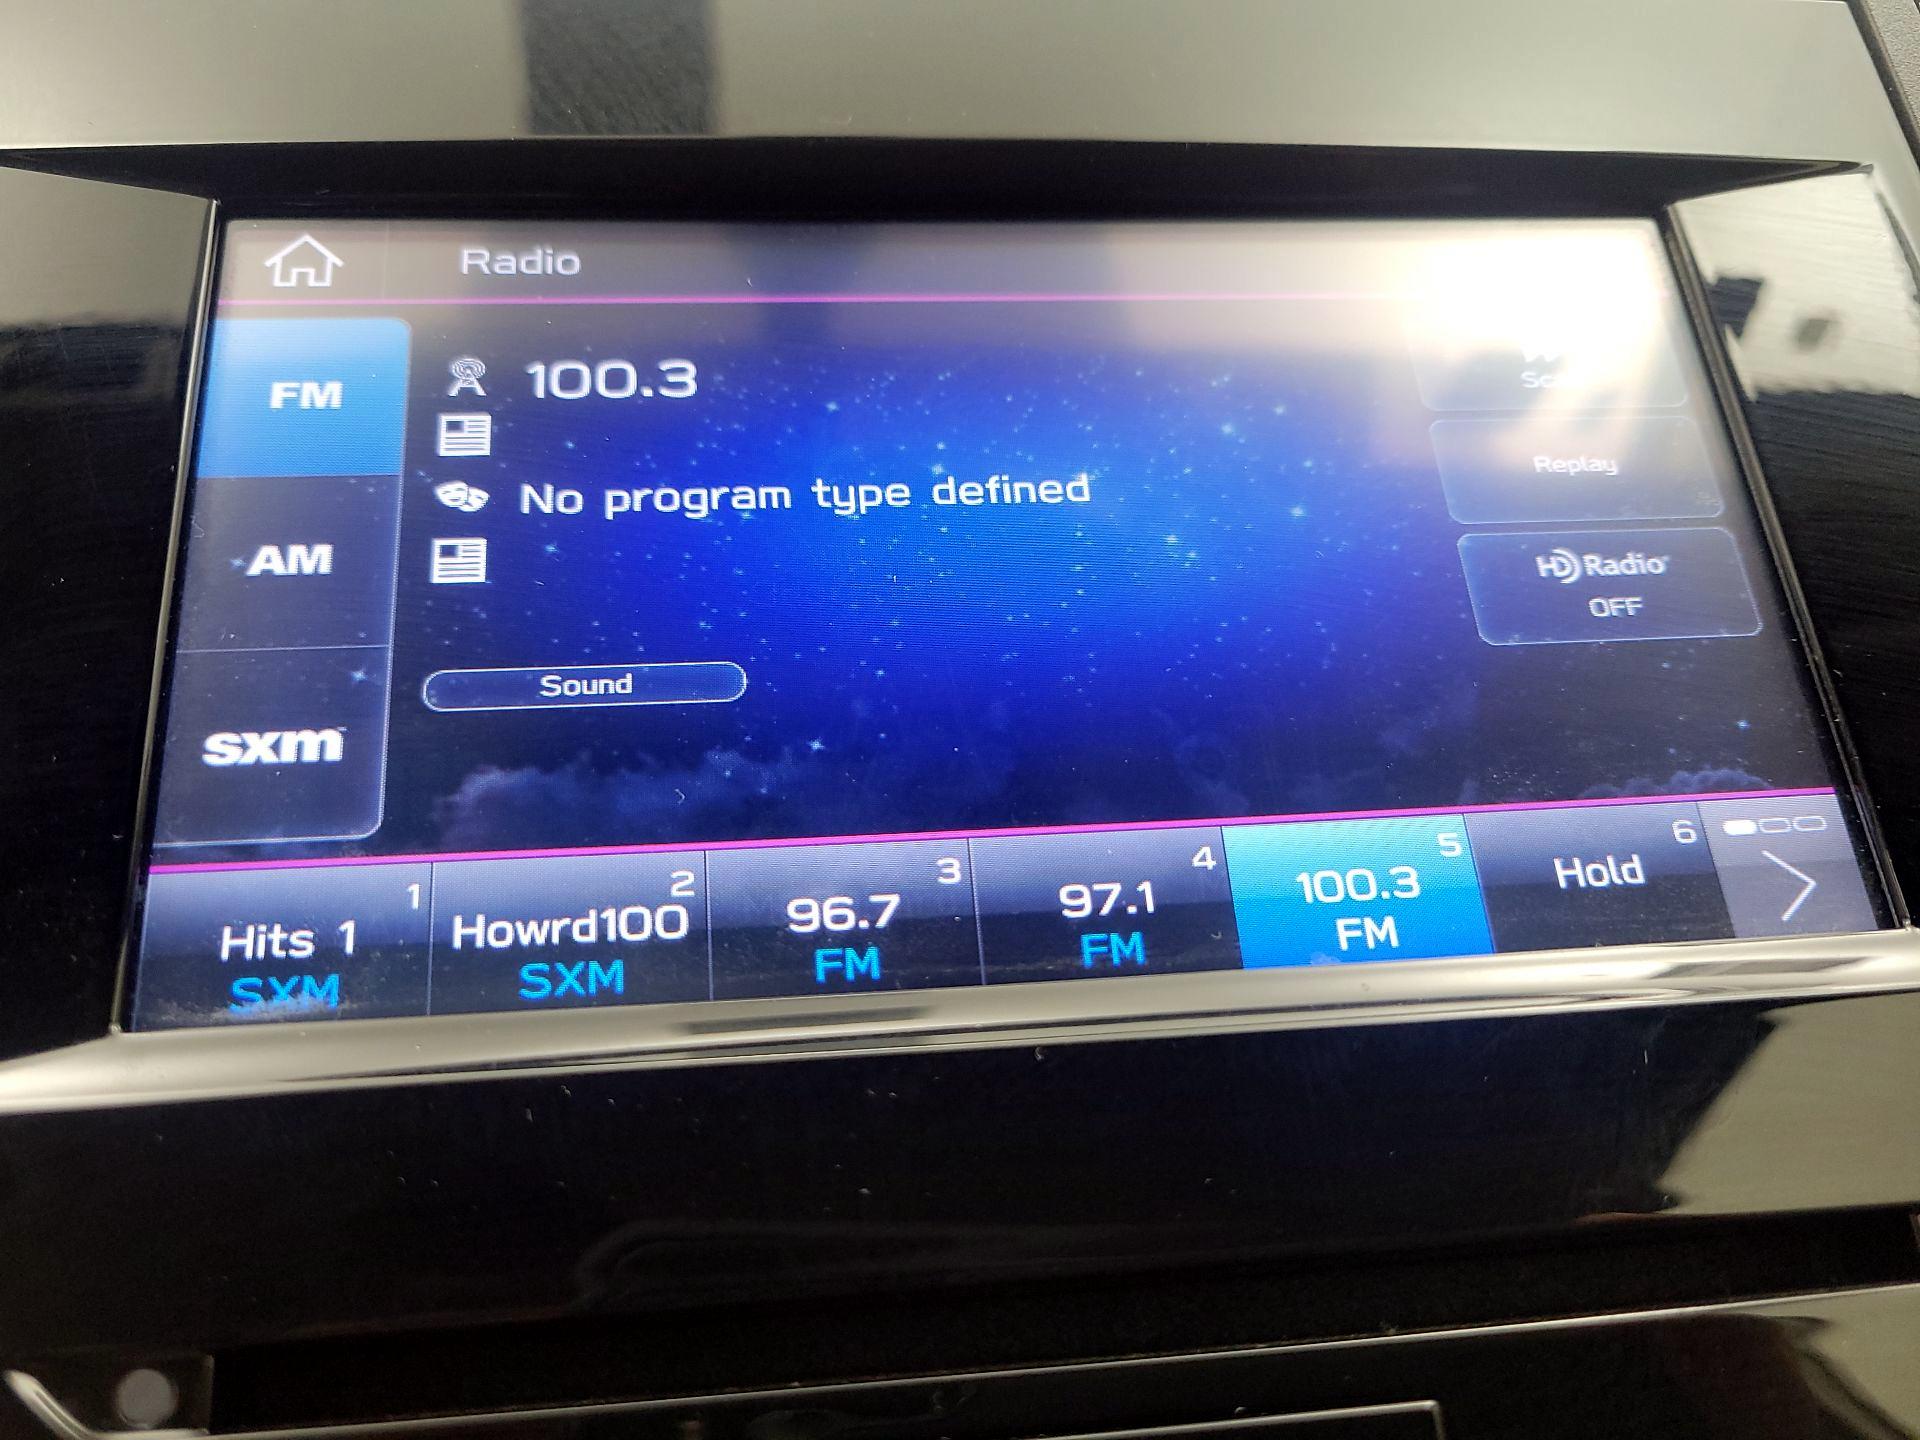 Radio
FM
100.3
No program type defined
Replay
AM
HD Radio
OFF
Sound
sxm
1
Hits 1
SXM
2
Howrd100
SXM
3
96.7
FM
4
97.1
FM
5
100.3
FM
6
Hold